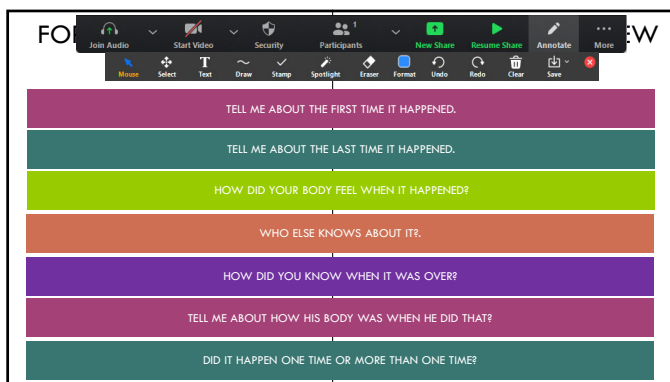 FO
EW
1
Join Audio
Start Video
Security
Participants
New Share
Resume Share
Annotate
More
Mouse
Select
Text
Draw
Stamp
Spotlight
Eraser
Format
Undo
Redo
Clear
Save
TELL ME ABOUT THE FIRST TIME IT HAPPENED.
TELL ME ABOUT THE LAST TIME IT HAPPENED.
HOW DID YOUR BODY FEEL WHEN IT HAPPENED?
WHO ELSE KNOWS ABOUT IT?.
HOW DID YOU KNOW WHEN IT WAS OVER?
TELL ME ABOUT HOW HIS BODY WAS WHEN HE DID THAT?
DID IT HAPPEN ONE TIME OR MORE THAN ONE TIME?